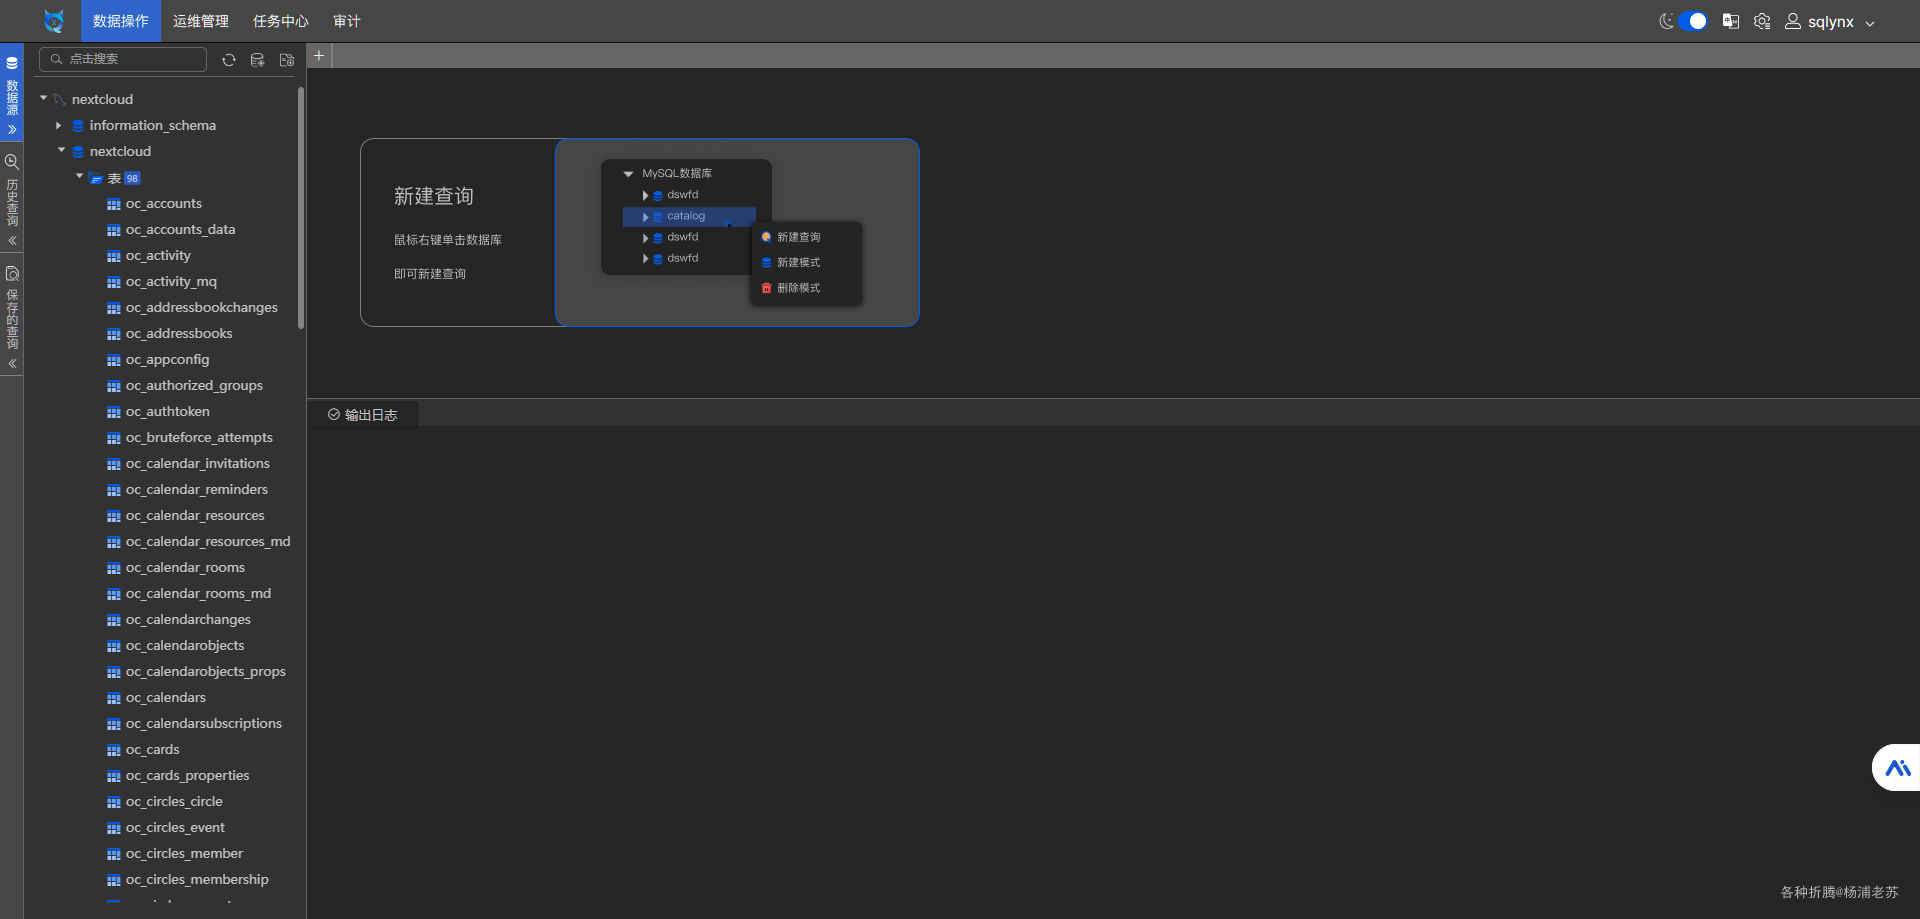 数据操作
运维管理
任务中心
审计
sqlynx
数据源
历史查询
保存的查询
点击搜索
nextcloud
information_schema
nextcloud
表 98
oc_accounts
oc_accounts_data
oc_activity
oc_activity_mq
oc_addressbookchanges
oc_addressbooks
oc_appconfig
oc_authorized_groups
oc_authtoken
oc_bruteforce_attempts
oc_calendar_invitations
oc_calendar_reminders
oc_calendar_resources
oc_calendar_resources_md
oc_calendar_rooms
oc_calendar_rooms_md
oc_calendarchanges
oc_calendarobjects
oc_calendarobjects_props
oc_calendars
oc_calendarsubscriptions
oc_cards
oc_cards_properties
oc_circles_circle
oc_circles_event
oc_circles_member
oc_circles_membership
+
新建查询
鼠标右键单击数据库
即可新建查询
MySQL数据库
dswfd
catalog
dswfd
dswfd
新建查询
新建模式
删除模式
输出日志
各种折腾@杨浦老苏